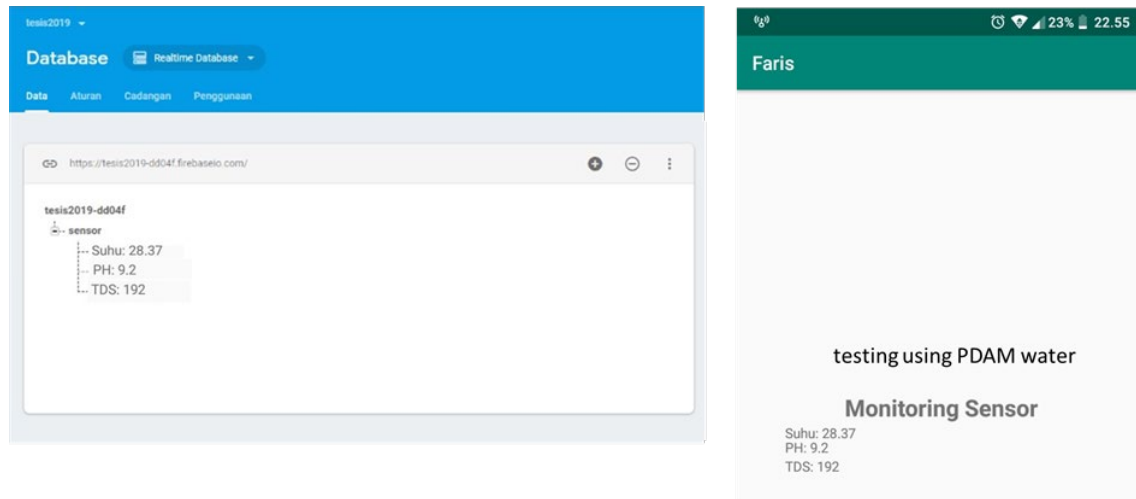 tesis2019
Database Realtime Database
Data Aturan Cadangan Penggunaan
https://tesis2019-dd04f.firebaseio.com/
tesis2019-dd04f
sensor
Suhu: 28.37
PH: 9.2
TDS: 192
23% 22.55
Faris
testing using PDAM water
Monitoring Sensor
Suhu: 28.37
PH: 9.2
TDS: 192